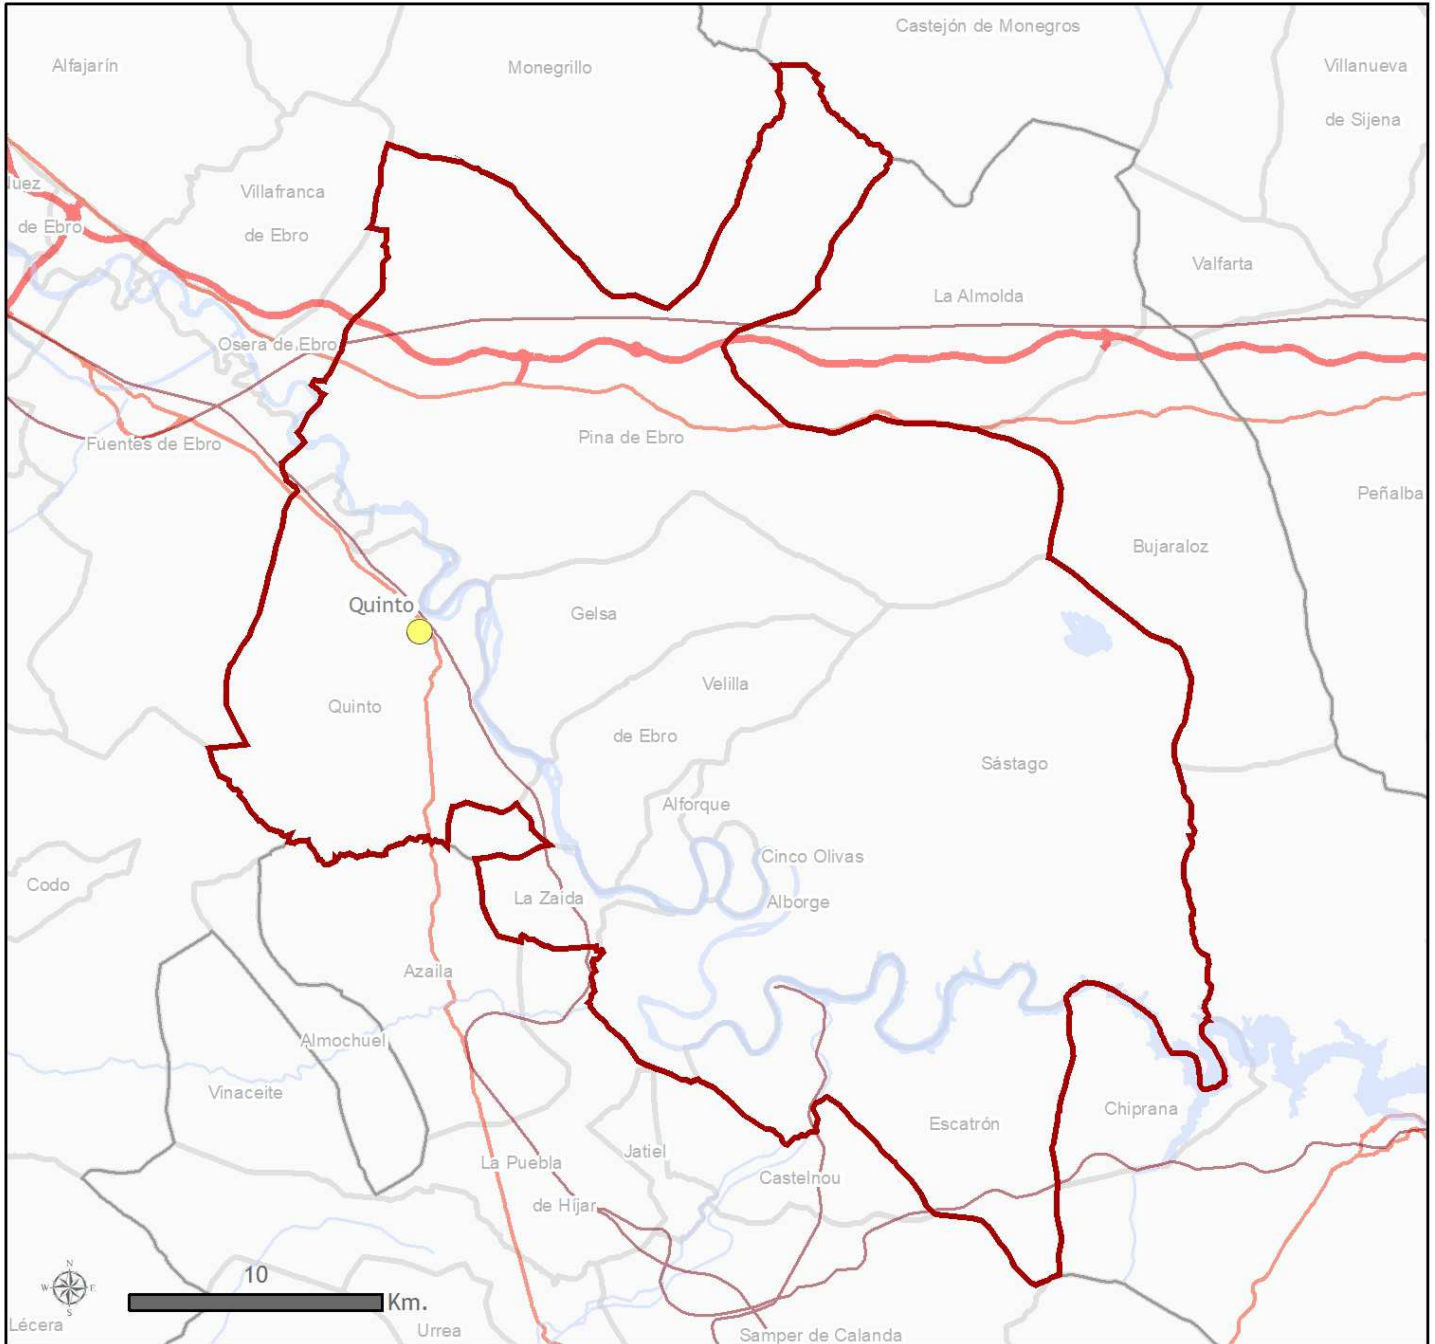 Castejón de Monegros
Alfajarín
Monegrillo
Villanueva
de Sijena
Villafranca
de Ebro
de Ebro
Valfarta
La Almolda
Osera de Ebro
Fuentes de Ebro
Pina de Ebro
Peñalba
Bujaraloz
Quinto
Gelsa
Velilla
de Ebro
Quinto
Sástago
Alforque
Cinco Olivas
Codo
La Zaida
Alborge
Azaila
Almochuel
Vinaceite
Chiprana
Escatrón
Jatiel
La Puebla
de Híjar
Castelnou
N
W E
S
10
Km.
Lécera
Urrea
Samper de Calanda